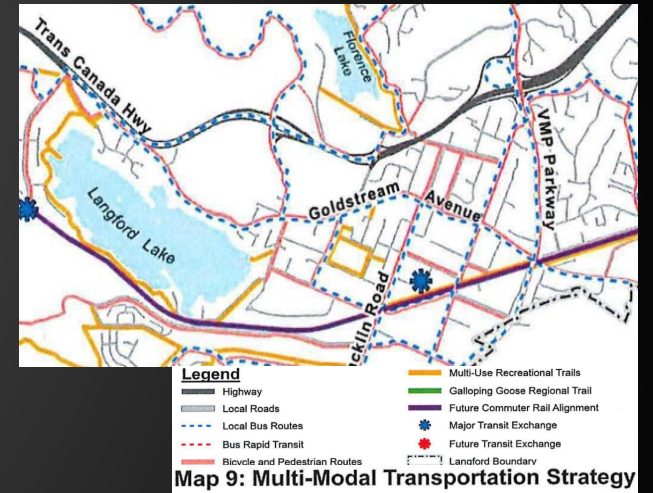 Trans Canada Hwy
Florence
Lake
VMP Parkway
Langford Lake
Goldstream
Avenue
cklin Road
Legend
Highway
Local Roads
Local Bus Routes
Bus Rapid Transit
Bicycle and Pedestrian Routes
Multi-Use Recreational Trails
Galloping Goose Regional Trail
Future Commuter Rail Alignment
Major Transit Exchange
Future Transit Exchange
Langford Boundary
Map 9: Multi-Modal Transportation Strategy